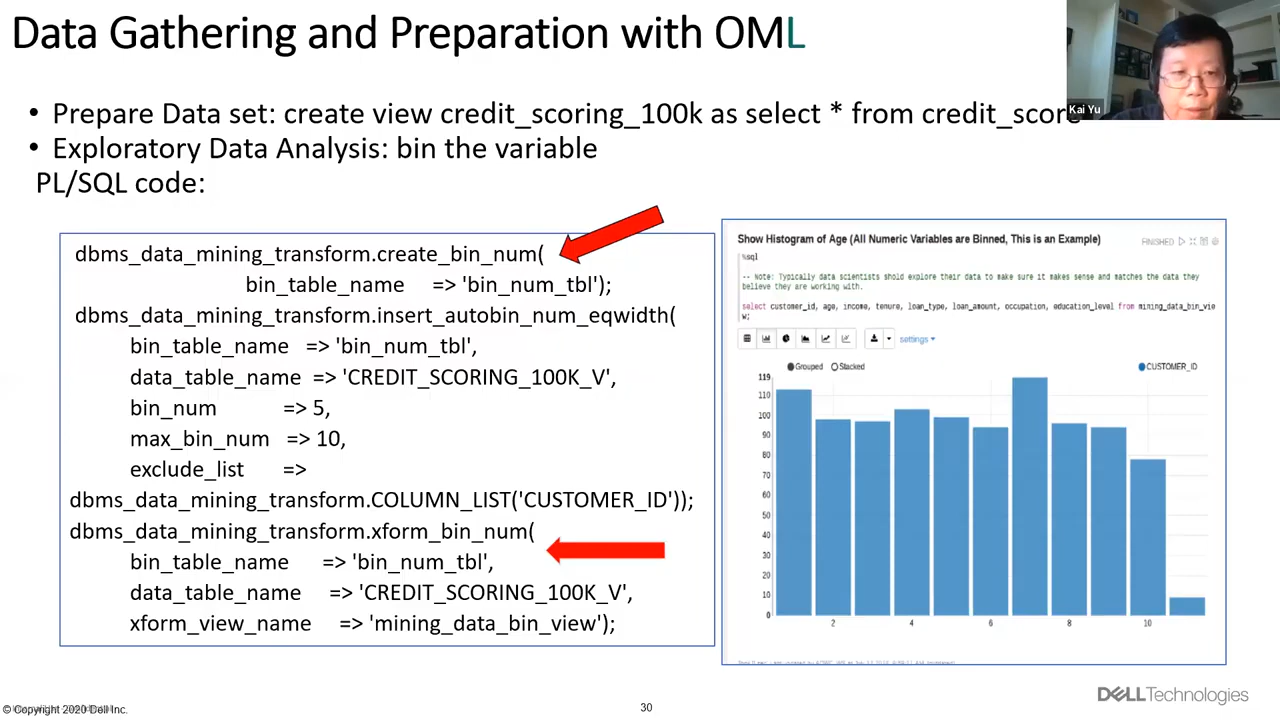 Data Gathering and Preparation with OML
Kai Yu
• Prepare Data set: create view credit_scoring_100k as select * from credit_score
• Exploratory Data Analysis: bin the variable
PL/SQL code:
dbms_data_mining_transform.create_bin_num(
bin_table_name => 'bin_num_tbl');
dbms_data_mining_transform.insert_autobin_num_eqwidth(
bin_table_name => 'bin_num_tbl',
data_table_name => 'CREDIT_SCORING_100K_V',
bin_num => 5,
max_bin_num => 10,
exclude_list =>
dbms_data_mining_transform.COLUMN_LIST('CUSTOMER_ID'));
dbms_data_mining_transform.xform_bin_num(
bin_table_name => 'bin_num_tbl',
data_table_name => 'CREDIT_SCORING_100K_V',
xform_view_name => 'mining_data_bin_view');
Show Histogram of Age (All Numeric Variables are Binned, This is an Example)
FINISHED
%sql
-- Note: Typically data scientists shold explore their data to make sure it makes sense and matches the data they
believe they are working with.
select customer_id, age, income, tenure, loan_type, loan_amount, occupation, education_level from mining_data_bin_vie
w;
settings
Grouped Stacked CUSTOMER_ID
119
110
100
90
80
70
60
50
40
30
20
10
0
2 4 6 8 10
© Copyright 2020 Dell Inc.
30
DELL Technologies